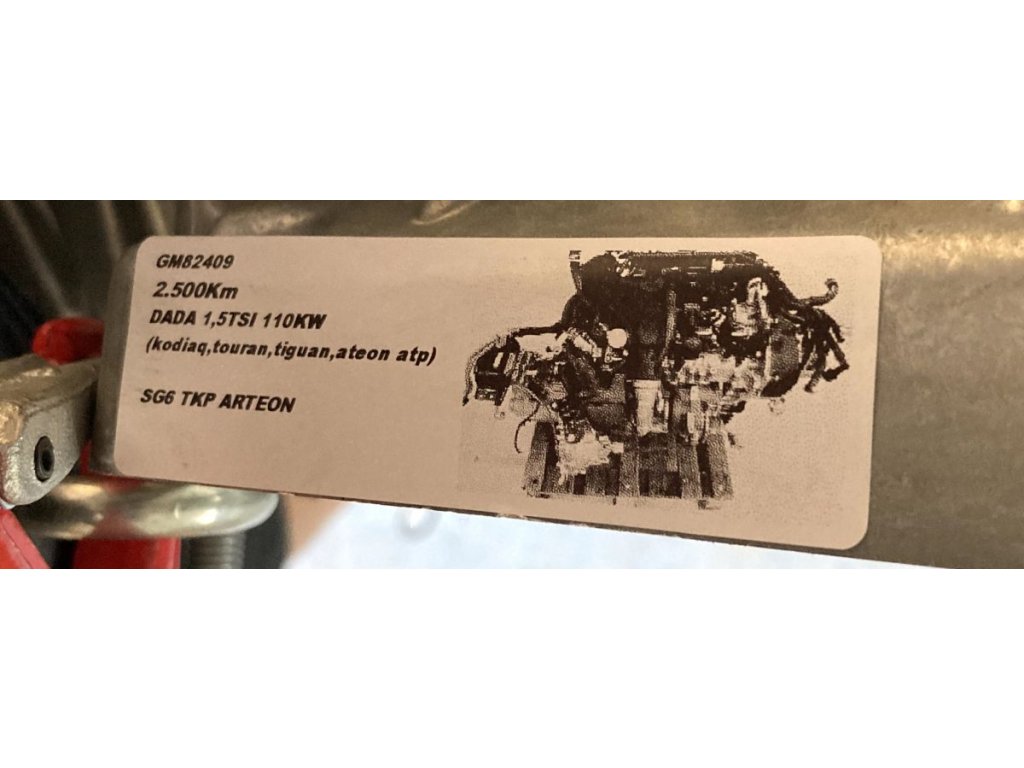 GM82409
2.500Km
DADA 1,5TSI 110KW
(kodiaq,touran,tiguan,ateon atp)
SG6 TKP ARTEON